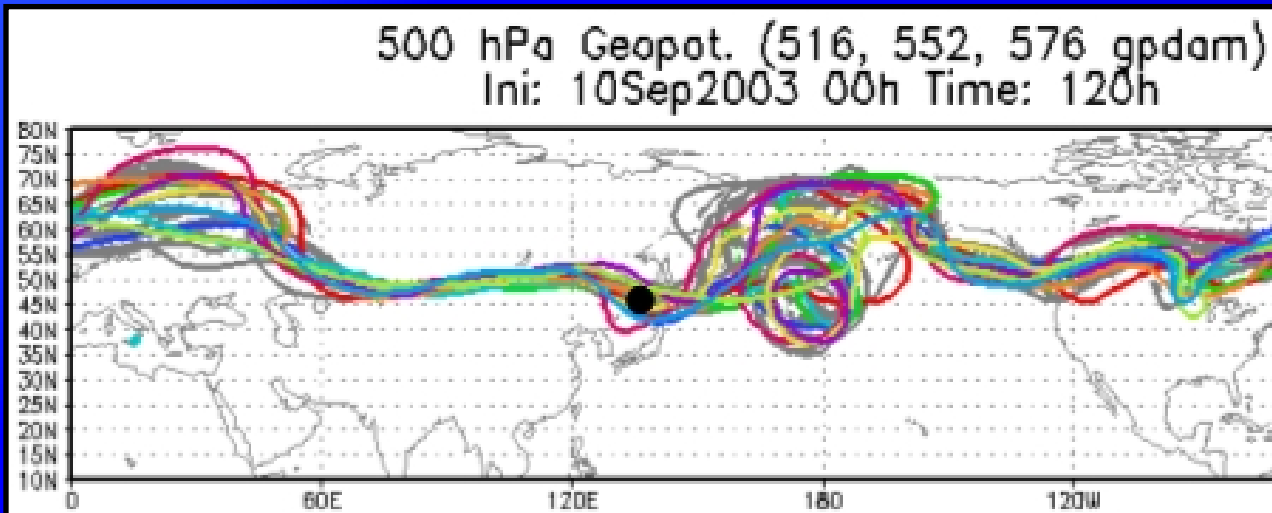 500 hPa Geopot. (516, 552, 576 gpdam)
Ini: 10Sep2003 00h Time: 120h
80N
75N
70N
65N
60N
55N
50N
45N
40N
35N
30N
25N
20N
15N
10N
0 60E 120E 180 120W